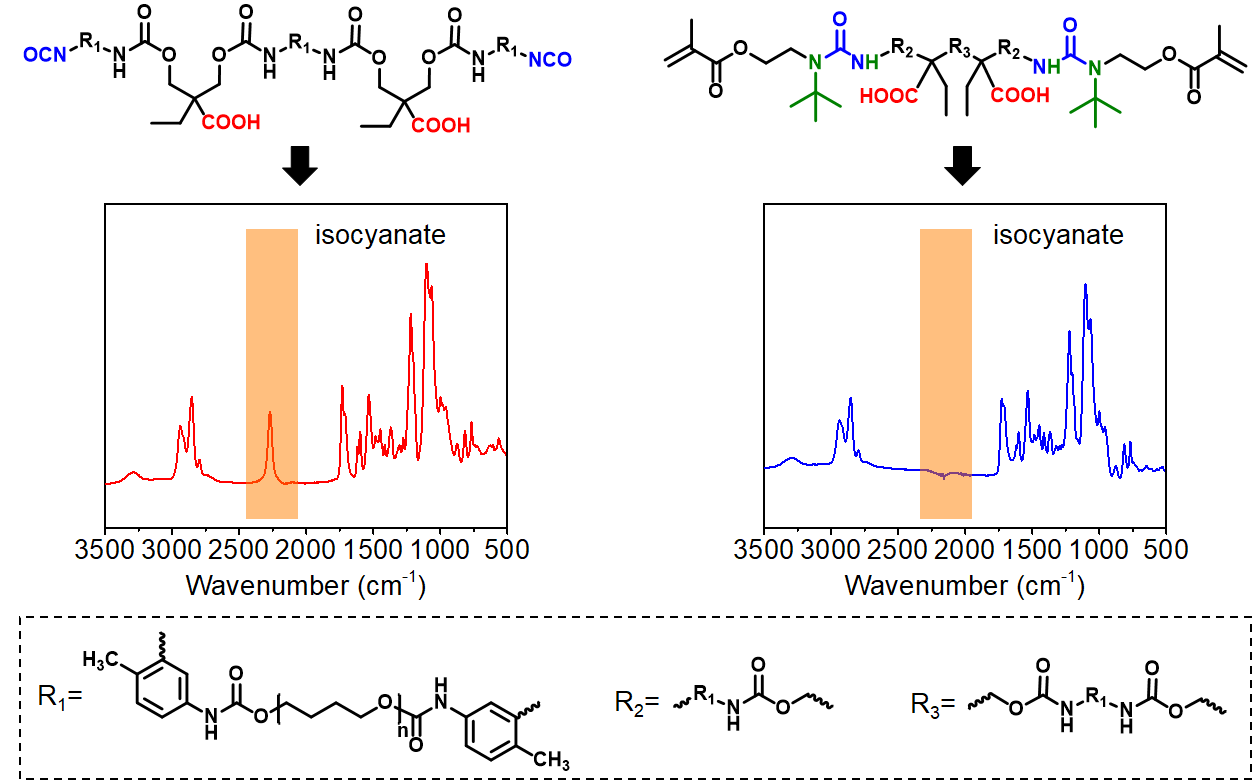 OCN R1 N H O O O O N H R1 N H O O O O N H R1 NCO
COOH COOH
O O N O NH R2 R3 R2 NH O N O O
HOOC COOH
isocyanate
3500 3000 2500 2000 1500 1000 500
Wavenumber (cm-1)
isocyanate
3500 3000 2500 2000 1500 1000 500
Wavenumber (cm-1)
R1= H3C N H O O O n O N H CH3
R2= R1 N H O O
R3= O O N H R1 N H O O